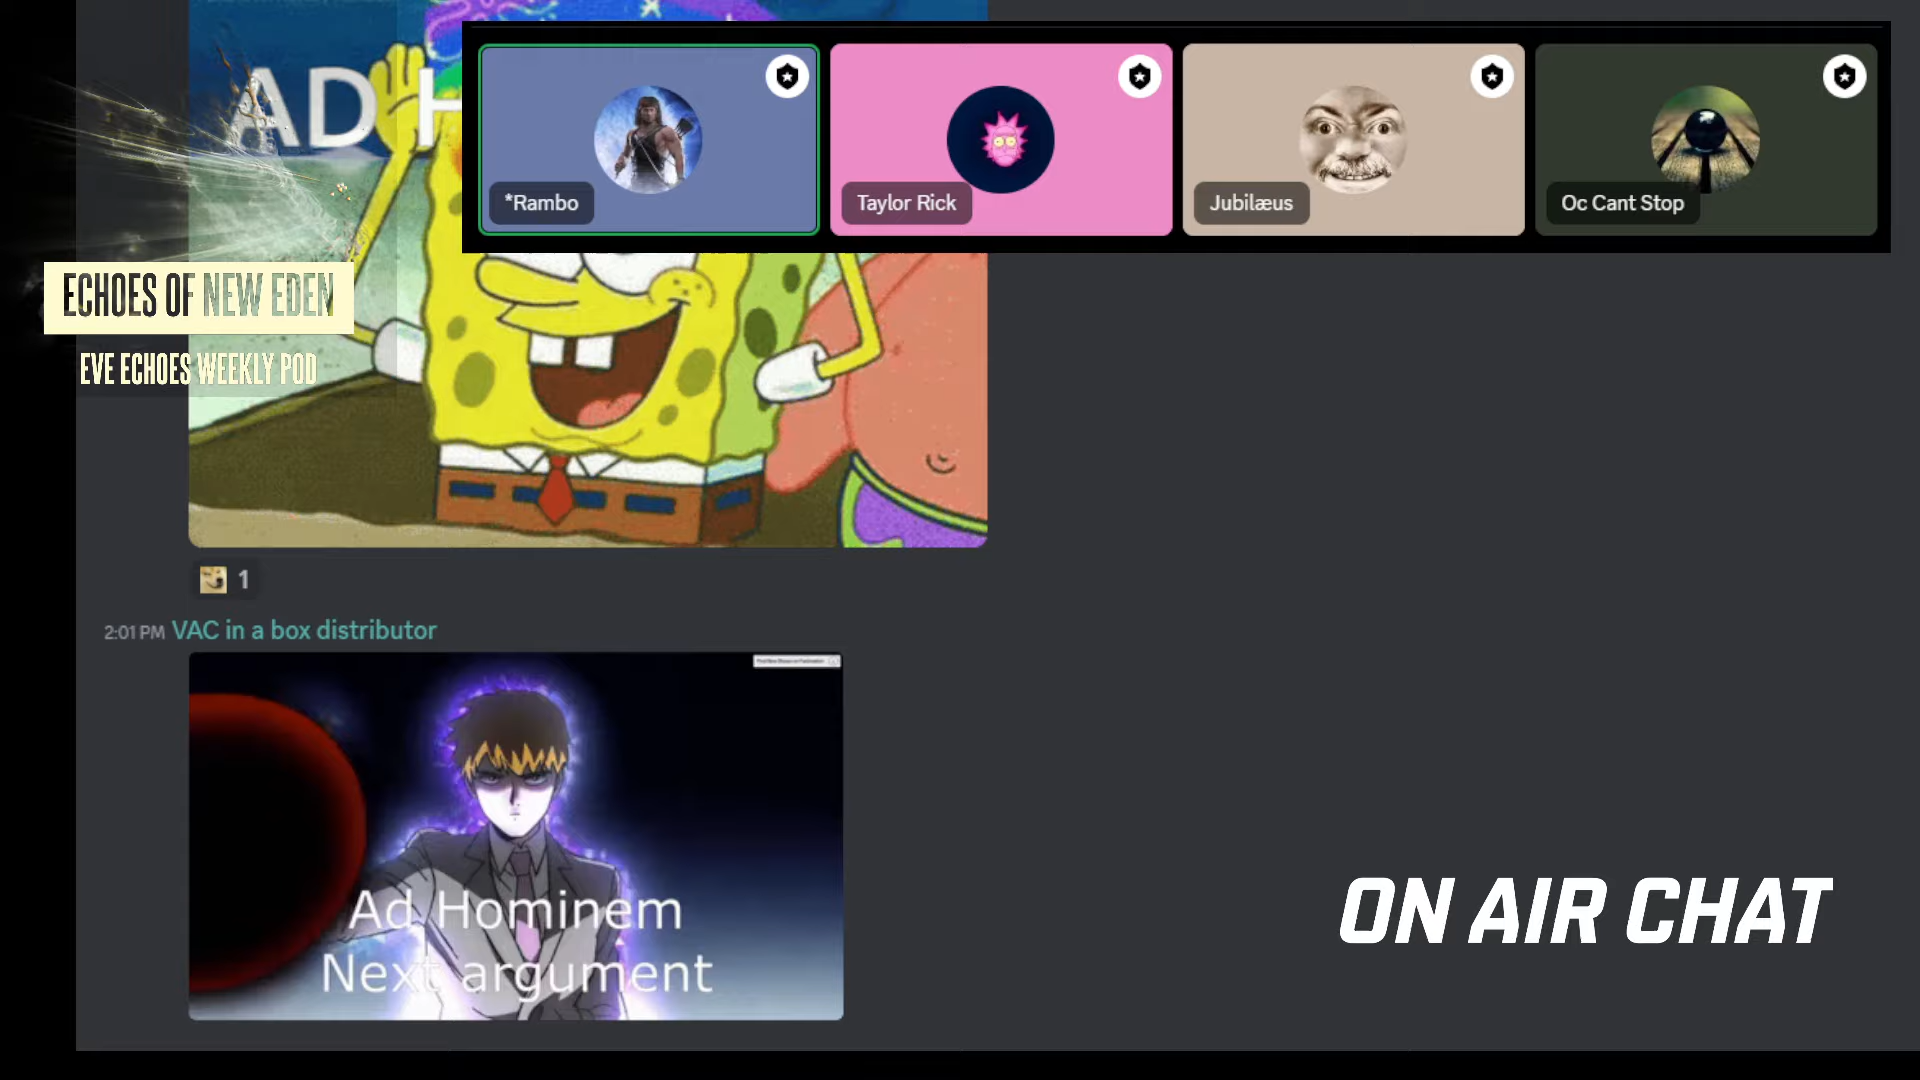 AD H
*Rambo
Taylor Rick
Jubilæus
Oc Cant Stop
ECHOES OF NEW EDEN
EVE ECHOES WEEKLY POD
1
2:01 PM VAC in a box distributor
Ad Hominem
Next argument
ON AIR CHAT